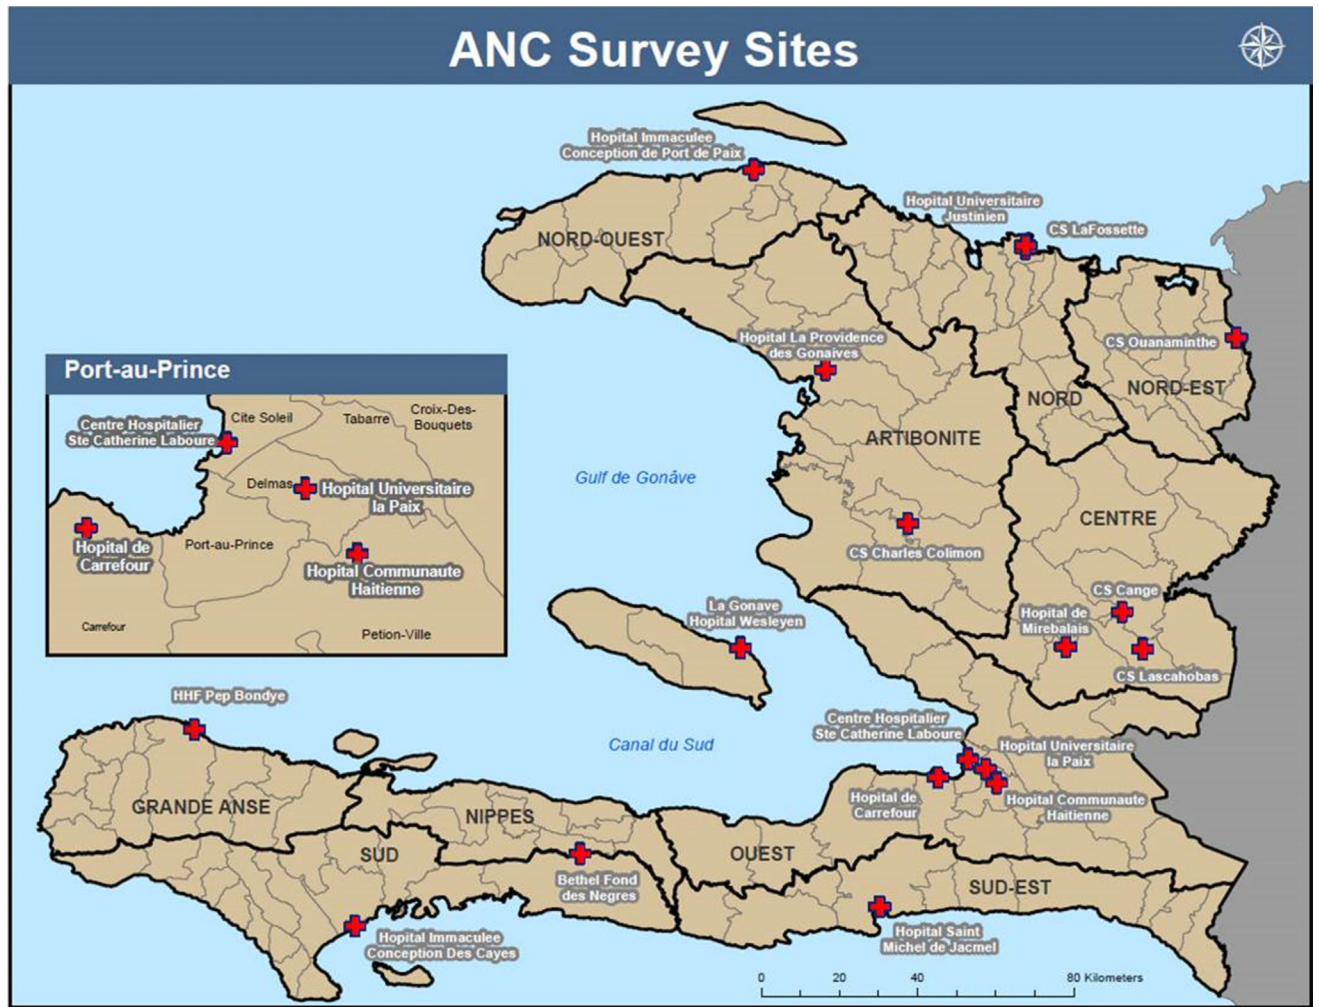 ANC Survey Sites
Hopital Immaculee
Conception de Port de Paix
Hopital Universitaire
Justinien
CS LaFossette
NORD-OUEST
Hopital La Providence
des Gonaives
CS Ouanaminthe
NORD-EST
NORD
ARTIBONITE
Port-au-Prince
Centre Hospitalier
Ste Catherine Laboure
Cite Soleil
Tabarre
Croix-Des-
Bouquets
Delmas
Hopital Universitaire
la Paix
Hopital de
Carrefour
Port-au-Prince
Hopital Communaute
Haitienne
Carrefour
Petion-Ville
Gulf de Gonâve
CENTRE
CS Charles Colimon
CS Cange
La Gonave
Hopital Wesleyen
Hopital de
Mirebalais
CS Lascahobas
HHF Pep Bondye
Canal du Sud
Centre Hospitalier
Ste Catherine Laboure
Hopital Universitaire
la Paix
Hopital de
Carrefour
Hopital Communaute
Haitienne
GRANDE ANSE
NIPPES
SUD
OUEST
Bethel Fond
des Negres
SUD-EST
Hopital Immaculee
Conception Des Cayes
Hopital Saint
Michel de Jacmel
0 20 40 80 Kilometers